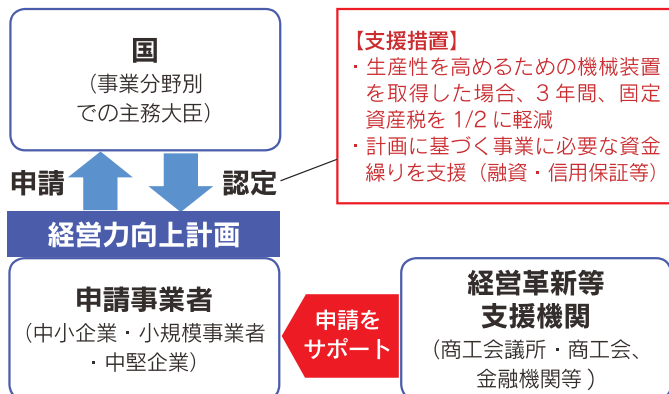 国
（事業分野別
での主務大臣）
【支援措置】
・生産性を高めるための機械装置
を取得した場合、3年間、固定
資産税を1/2に軽減
・計画に基づく事業に必要な資金
繰りを支援（融資・信用保証等）
申請
認定
経営力向上計画
申請事業者
（中小企業・小規模事業者
・中堅企業）
申請を
サポート
経営革新等
支援機関
（商工会議所・商工会、
金融機関等）